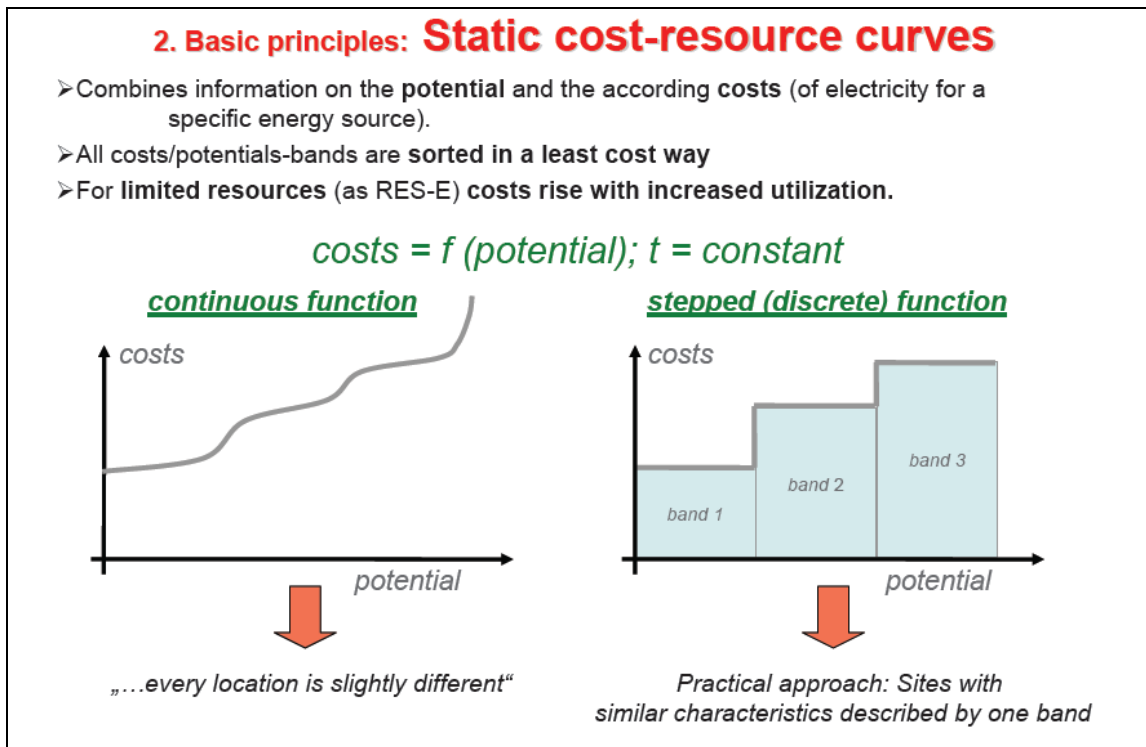 2. Basic principles: Static cost-resource curves
➢Combines information on the potential and the according costs (of electricity for a
specific energy source).
➢All costs/potentials-bands are sorted in a least cost way
➢For limited resources (as RES-E) costs rise with increased utilization.
costs = f (potential); t = constant
continuous function
costs
potential
„…every location is slightly different“
stepped (discrete) function
costs
band 1
band 2
band 3
potential
Practical approach: Sites with
similar characteristics described by one band